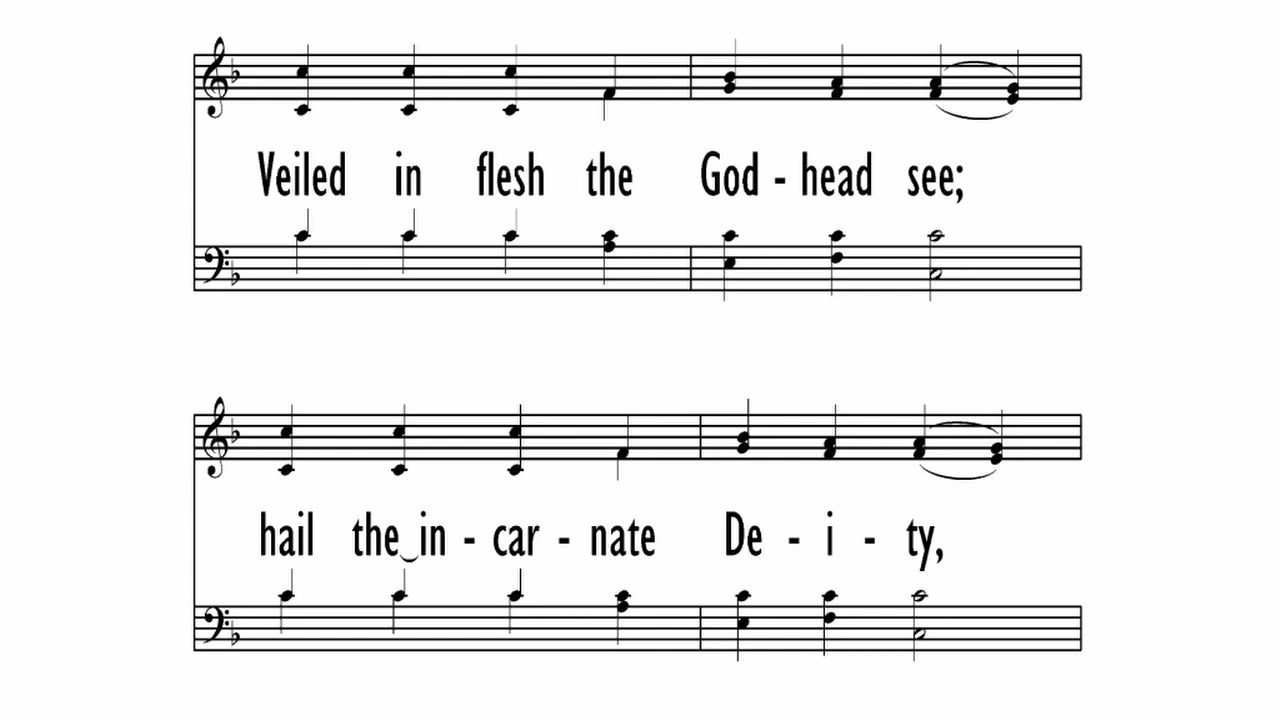 Veiled in flesh the God - head see;
hail the‿in - car - nate De - i - ty,